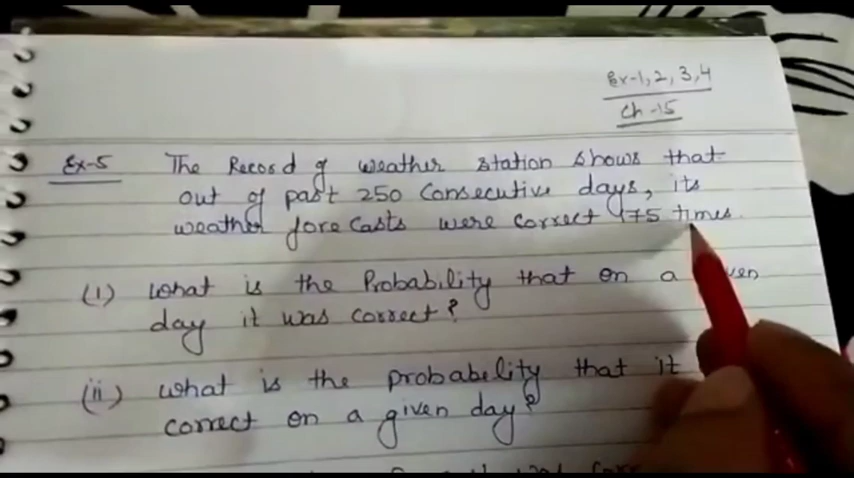 Ex-1, 2, 3, 4
Ch-15
Ex-5 The Record of weather station shows that
out of past 250 Consecutive days, its
weather fore casts were correct 175 times.
(i) what is the Probability that on a
day it was correct?
(ii) what is the probability that it
correct on a given day?